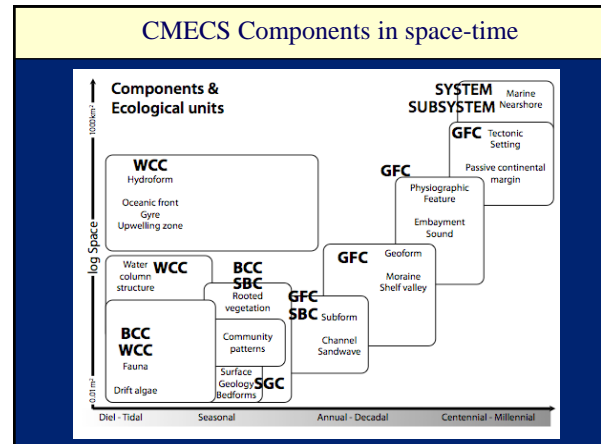 CMECS Components in space-time
Components &
Ecological units
SYSTEM
SUBSYSTEM
Marine
Nearshore
GFC
Tectonic
Setting
Passive continental
margin
GFC
Physiographic
Feature
Embayment
Sound
WCC
Hydroform
Oceanic front
Gyre
Upwelling zone
GFC
Geoform
Moraine
Shelf valley
Water
column
structure
WCC
BCC
SBC
Rooted
vegetation
GFC
SBC
Subform
Channel
Sandwave
Community
patterns
BCC
WCC
Fauna
Drift algae
Surface
Geology
Bedforms
SGC
1000km²
log Space
0.01m²
Diel - Tidal
Seasonal
Annual - Decadal
Centennial - Millennial